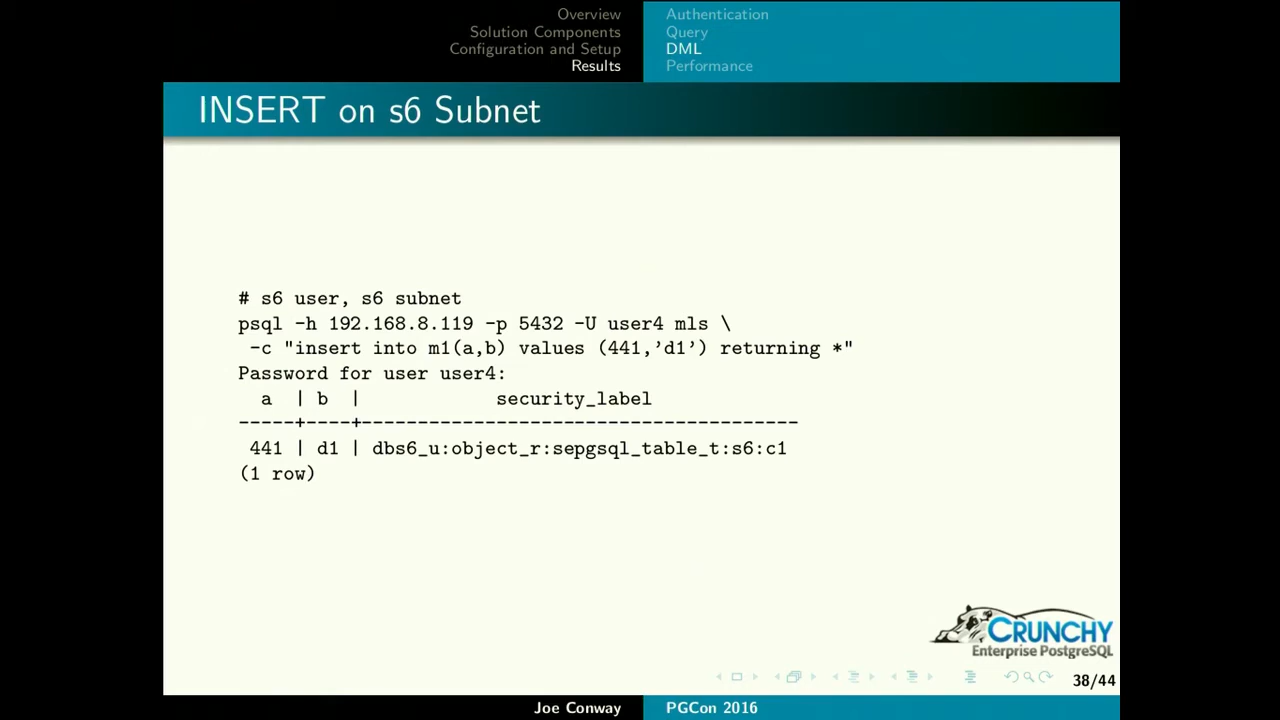 Overview
Solution Components
Configuration and Setup
Results
Authentication
Query
DML
Performance
INSERT on s6 Subnet
# s6 user, s6 subnet
psql -h 192.168.8.119 -p 5432 -U user4 mls \
-c "insert into m1(a,b) values (441,’d1’) returning *"
Password for user user4:
a | b | security_label
-----+----+---------------------------------------
441 | d1 | dbs6_u:object_r:sepgsql_table_t:s6:c1
(1 row)
CRUNCHY
Enterprise PostgreSQL
38/44
Joe Conway
PGCon 2016